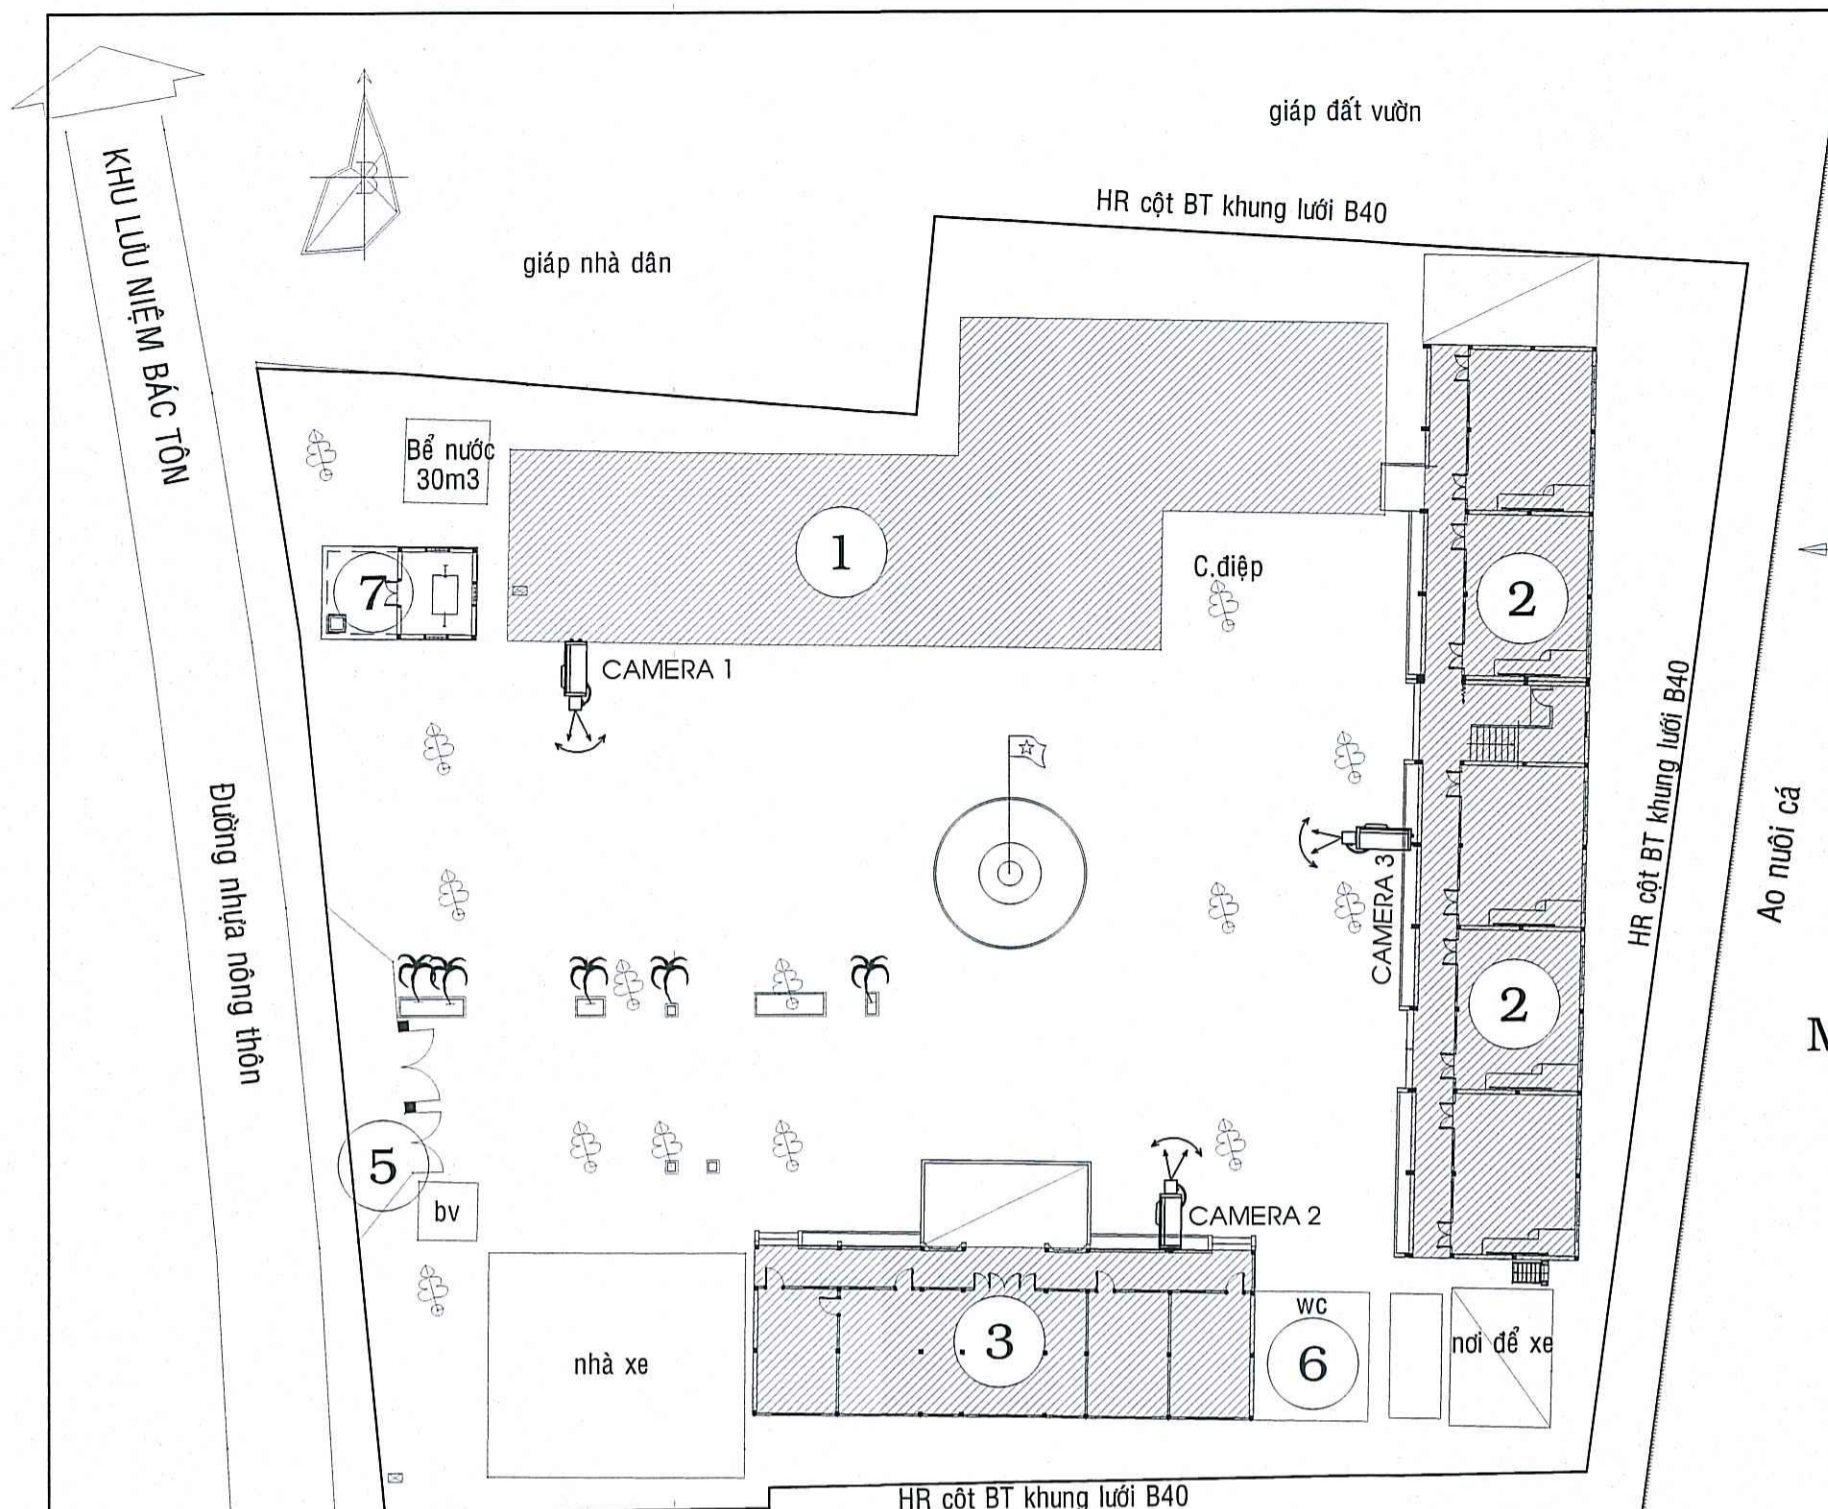 giáp đất vườn
HR cột BT khung lưới B40
KHU LƯU NIỆM BÁC TÔN
B
giáp nhà dân
Bể nước
30m3
1
C.điệp
2
7
CAMERA 1
HR cột BT khung lưới B40
Ao nuôi cá
Đường nhựa nông thôn
CAMERA 3
2
M
5
bv
CAMERA 2
wc
nhà xe
3
6
nơi để xe
HR cột BT khung lưới B40